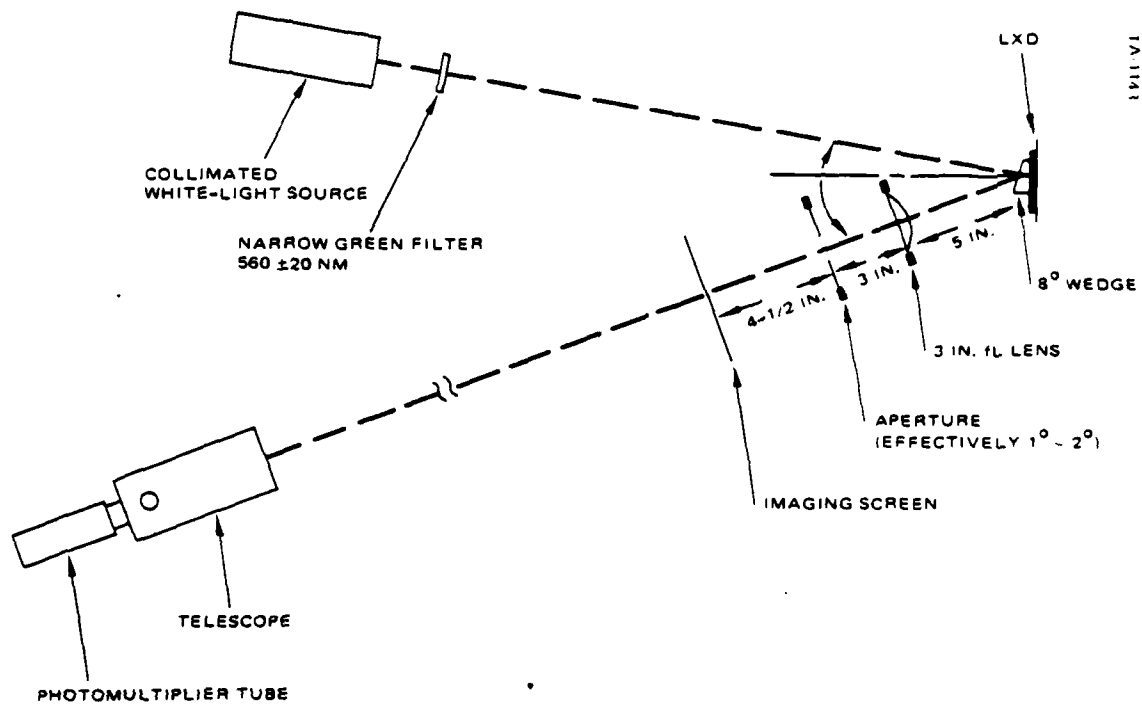 LXD
COLLIMATED
WHITE-LIGHT SOURCE
NARROW GREEN FILTER
560 ±20 NM
5 IN.
3 IN.
4-1/2 IN.
8° WEDGE
3 IN. fL LENS
APERTURE
(EFFECTIVELY 1° - 2°)
IMAGING SCREEN
TELESCOPE
PHOTOMULTIPLIER TUBE